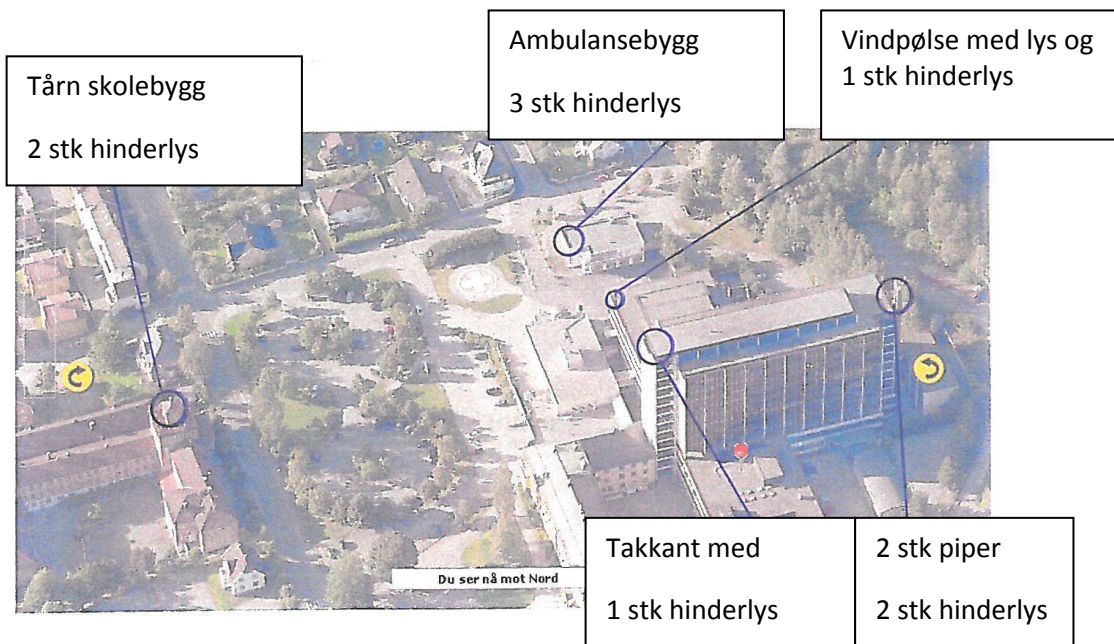 Tårn skolebygg
2 stk hinderlys
Ambulansebygg
3 stk hinderlys
Vindpølse med lys og
1 stk hinderlys
Du ser nå mot Nord
Takkant med
1 stk hinderlys
2 stk piper
2 stk hinderlys